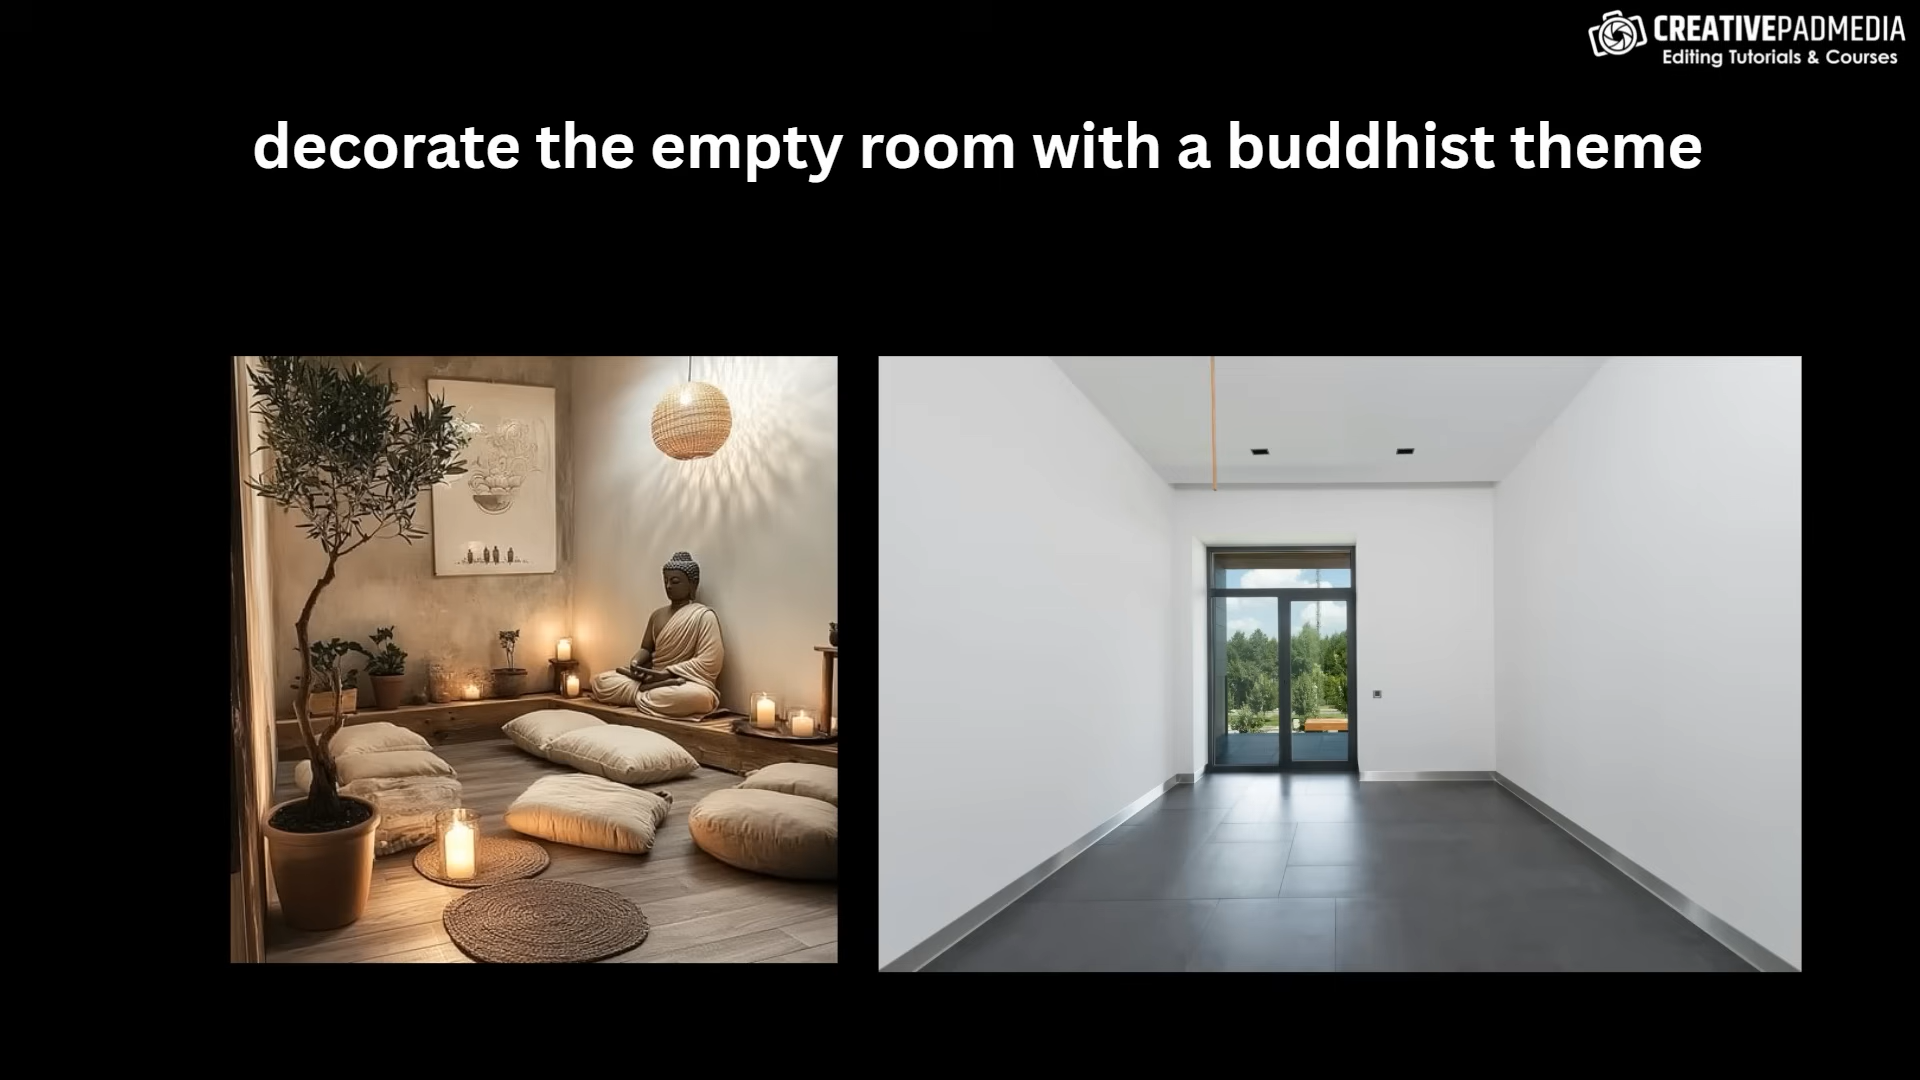 CREATIVEPADMEDIA
Editing Tutorials & Courses
decorate the empty room with a buddhist theme